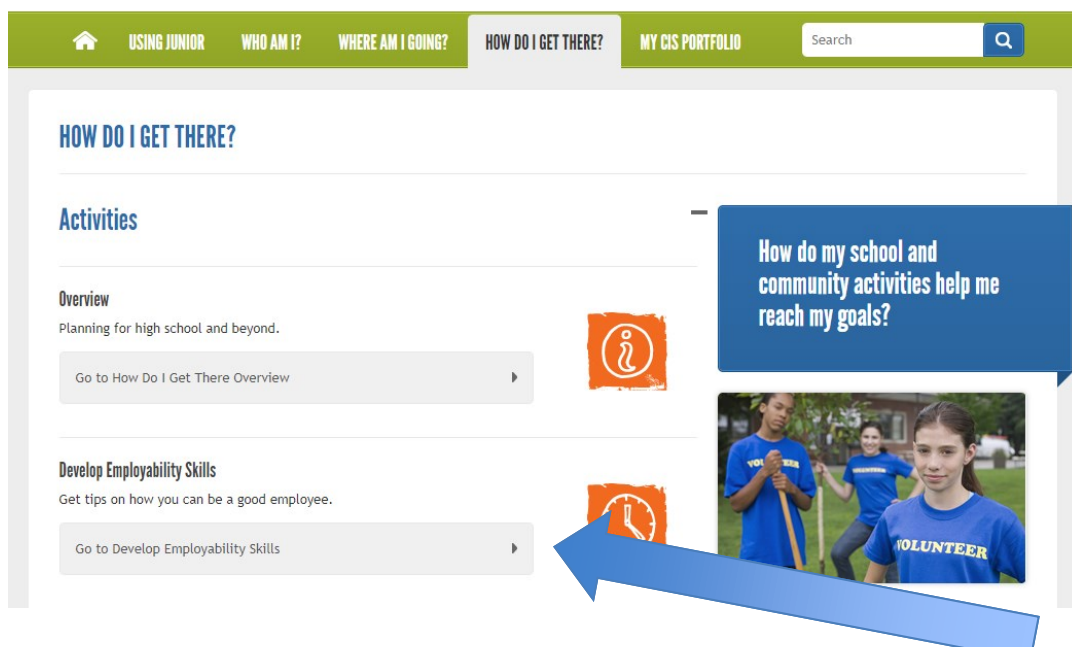 USING JUNIOR WHO AM I? WHERE AM I GOING? HOW DO I GET THERE? MY CIS PORTFOLIO Search
HOW DO I GET THERE?
Activities
How do my school and
community activities help me
reach my goals?
Overview
Planning for high school and beyond.
Go to How Do I Get There Overview
Develop Employability Skills
Get tips on how you can be a good employee.
Go to Develop Employability Skills
VOLUNTEER
VOLUNTEER
VOLUNTEER